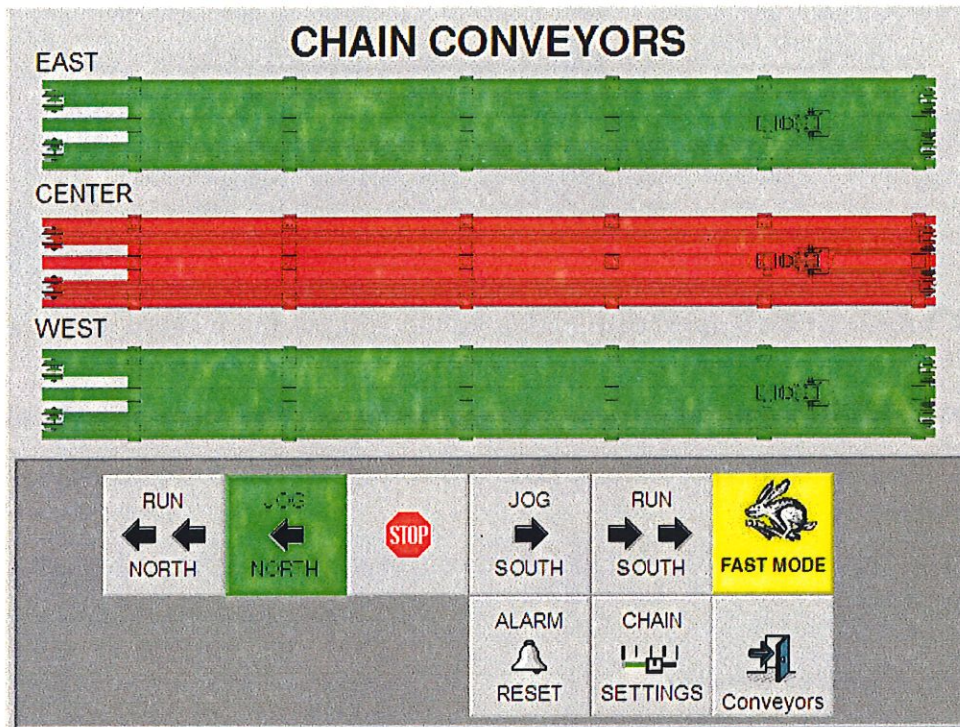 CHAIN CONVEYORS
EAST
CENTER
WEST
RUN
NORTH
JOG
NORTH
STOP
JOG
SOUTH
RUN
SOUTH
FAST MODE
ALARM
RESET
CHAIN
SETTINGS
Conveyors